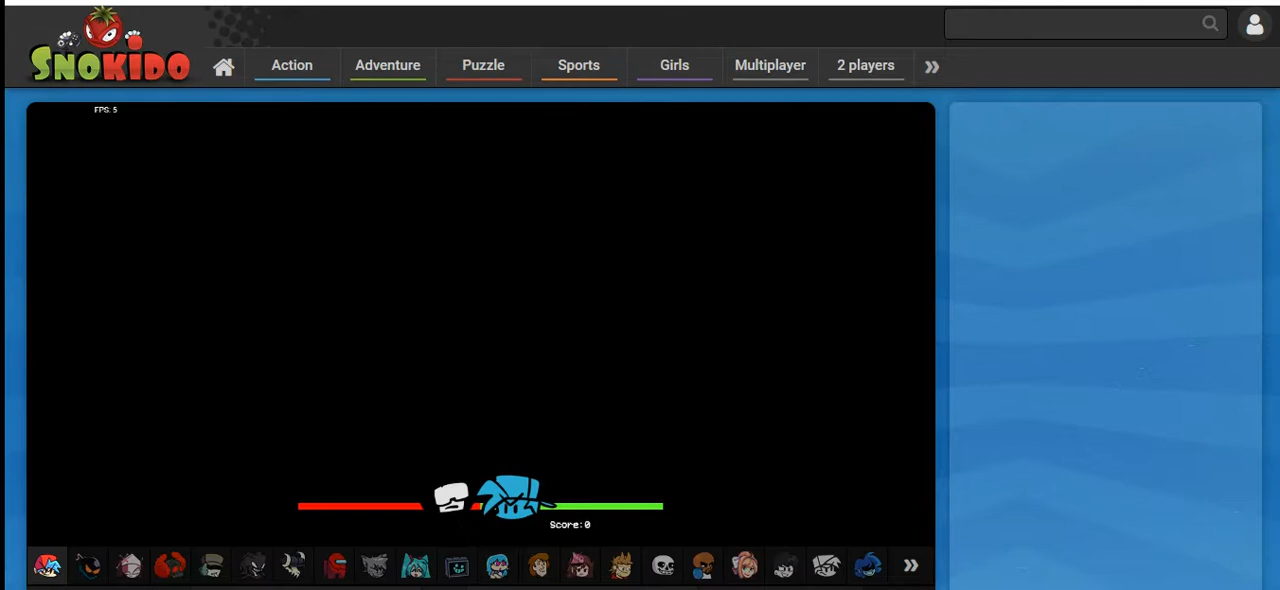 SNOKIDO
Action Adventure Puzzle Sports Girls Multiplayer 2 players »
FPS: 5
Score:0
»